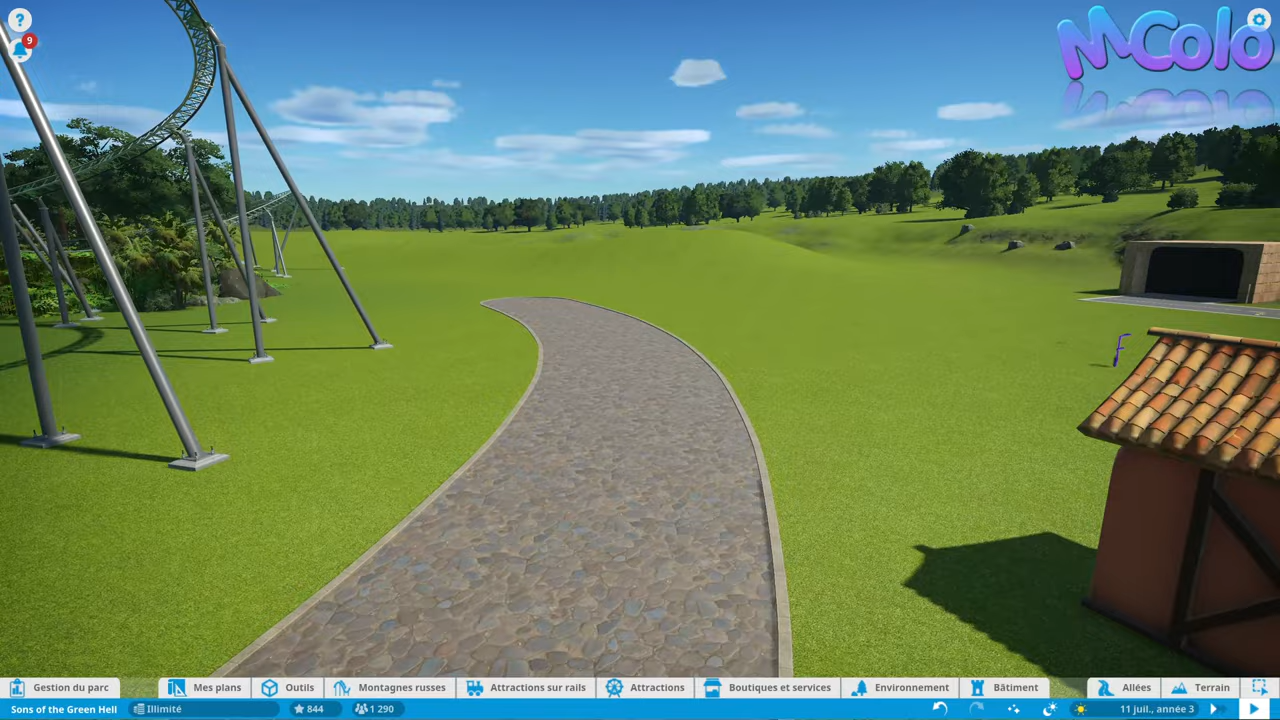 ?
9
MColo
Gestion du parc
Mes plans
Outils
Montagnes russes
Attractions sur rails
Attractions
Boutiques et services
Environnement
Bâtiment
Allées
Terrain
Sons of the Green Hell
Illimité
844
1 290
11 juil., année 3